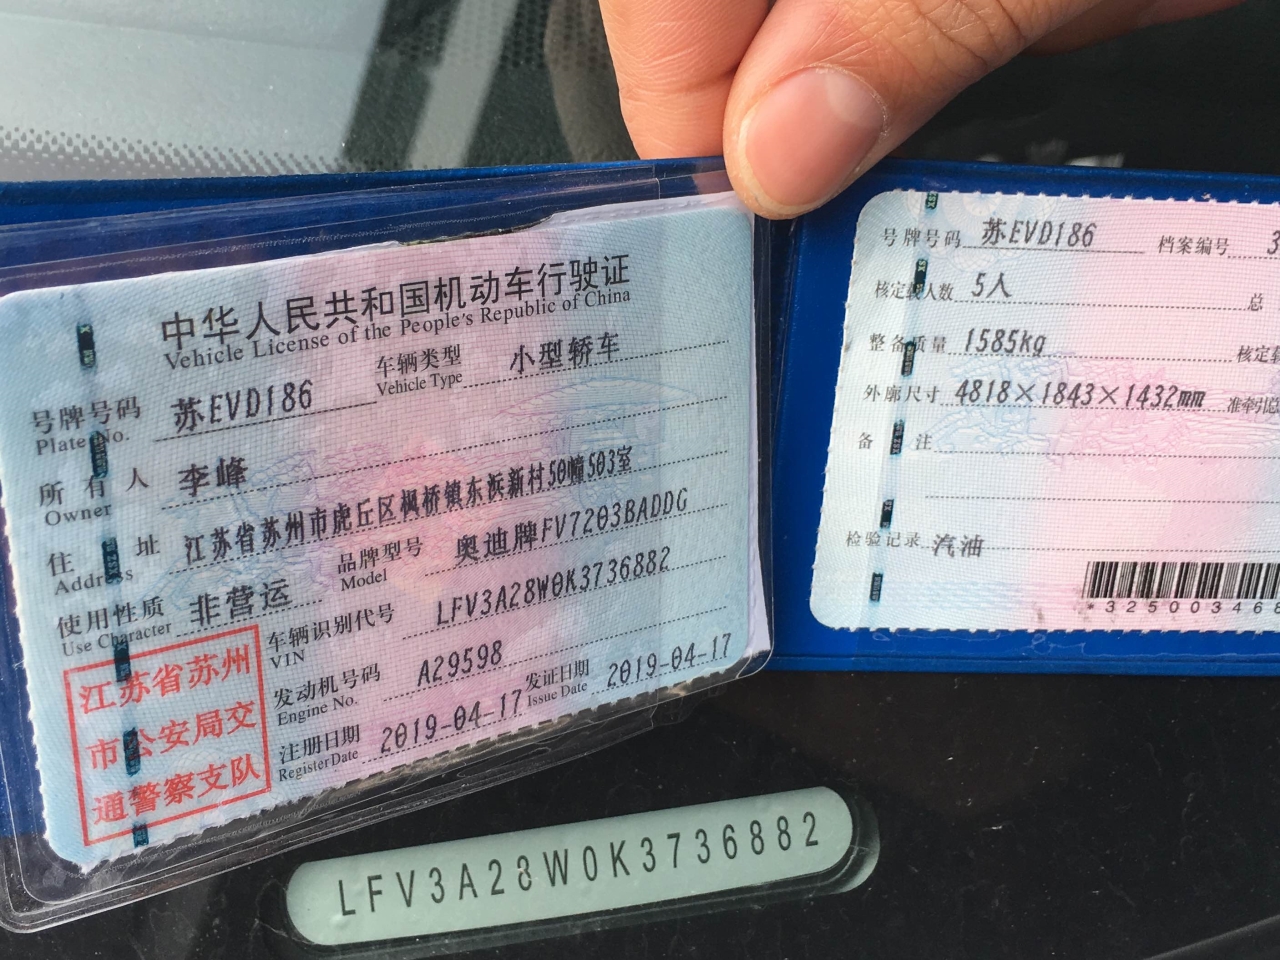 中华人民共和国机动车行驶证
Vehicle License of the People's Republic of China
号牌号码 苏EVD186 车辆类型 小型轿车
Plate No. Vehicle Type
所有人 李峰
Owner
住址 江苏省苏州市虎丘区枫桥镇东浜新村50幢503室
Address
使用性质 非营运 品牌型号 奥迪牌FV7203BADDG
Use Character Model
车辆识别代号 LFV3A28W0K3736882
VIN
发动机号码 A29598
Engine No.
注册日期 2019-04-17 发证日期 2019-04-17
Register Date Issue Date
江苏省苏州
市公安局交
通警察支队
号牌号码 苏EVD186 档案编号 3
核定载人数 5人 总
整备质量 1585kg 核定载
外廓尺寸 4818×1843×1432mm 准牵引总
备注
检验记录 汽油
*325003468
LFV3A28W0K3736882